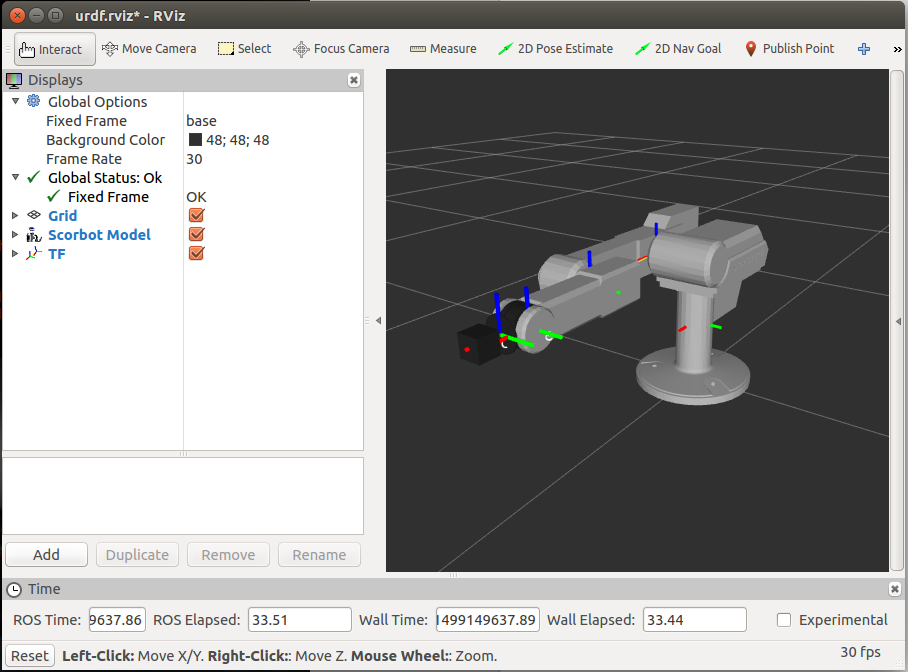 urdf.rviz* - RViz
Interact Move Camera Select Focus Camera Measure 2D Pose Estimate 2D Nav Goal Publish Point »
Displays
Global Options
Fixed Frame base
Background Color 48; 48; 48
Frame Rate 30
Global Status: Ok
Fixed Frame OK
Grid
Scorbot Model
TF
Add Duplicate Remove Rename
Time
ROS Time: 9637.86 ROS Elapsed: 33.51 Wall Time: 1499149637.89 Wall Elapsed: 33.44 Experimental
Reset Left-Click: Move X/Y. Right-Click:: Move Z. Mouse Wheel:: Zoom. 30 fps